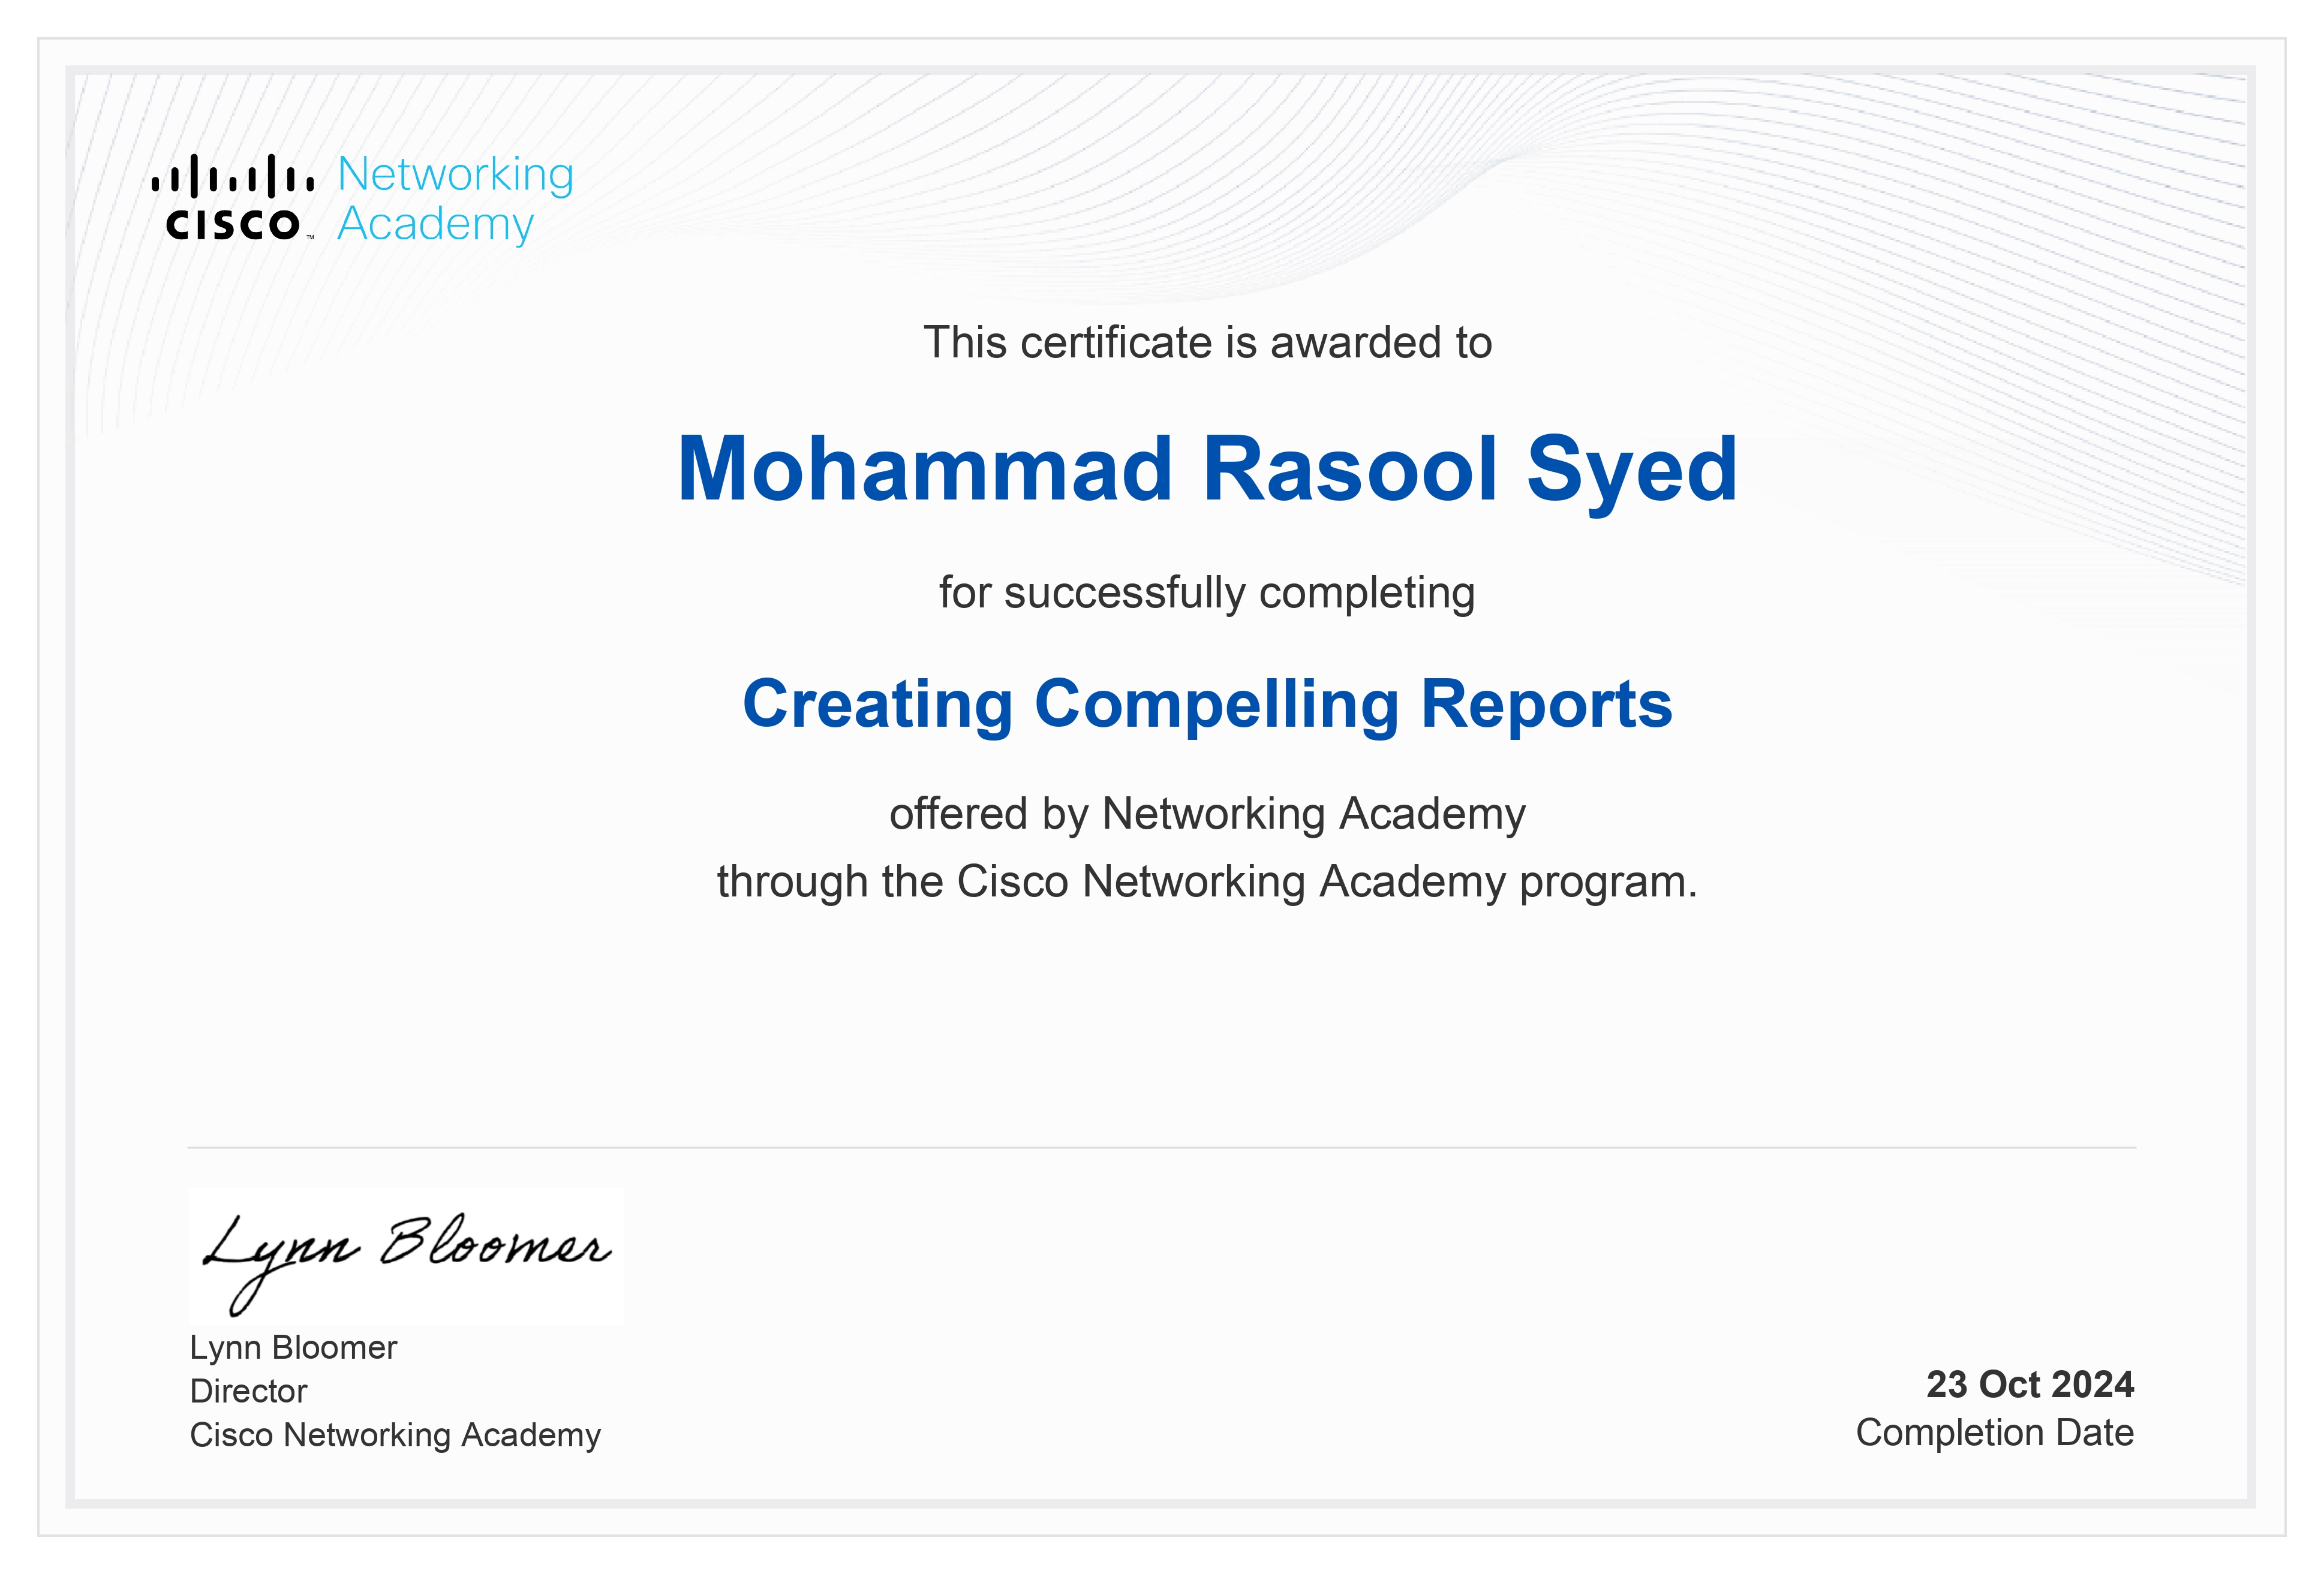 CISCO™
Networking
Academy
This certificate is awarded to
Mohammad Rasool Syed
for successfully completing
Creating Compelling Reports
offered by Networking Academy
through the Cisco Networking Academy program.
Lynn Bloomer
Lynn Bloomer
Director
Cisco Networking Academy
23 Oct 2024
Completion Date